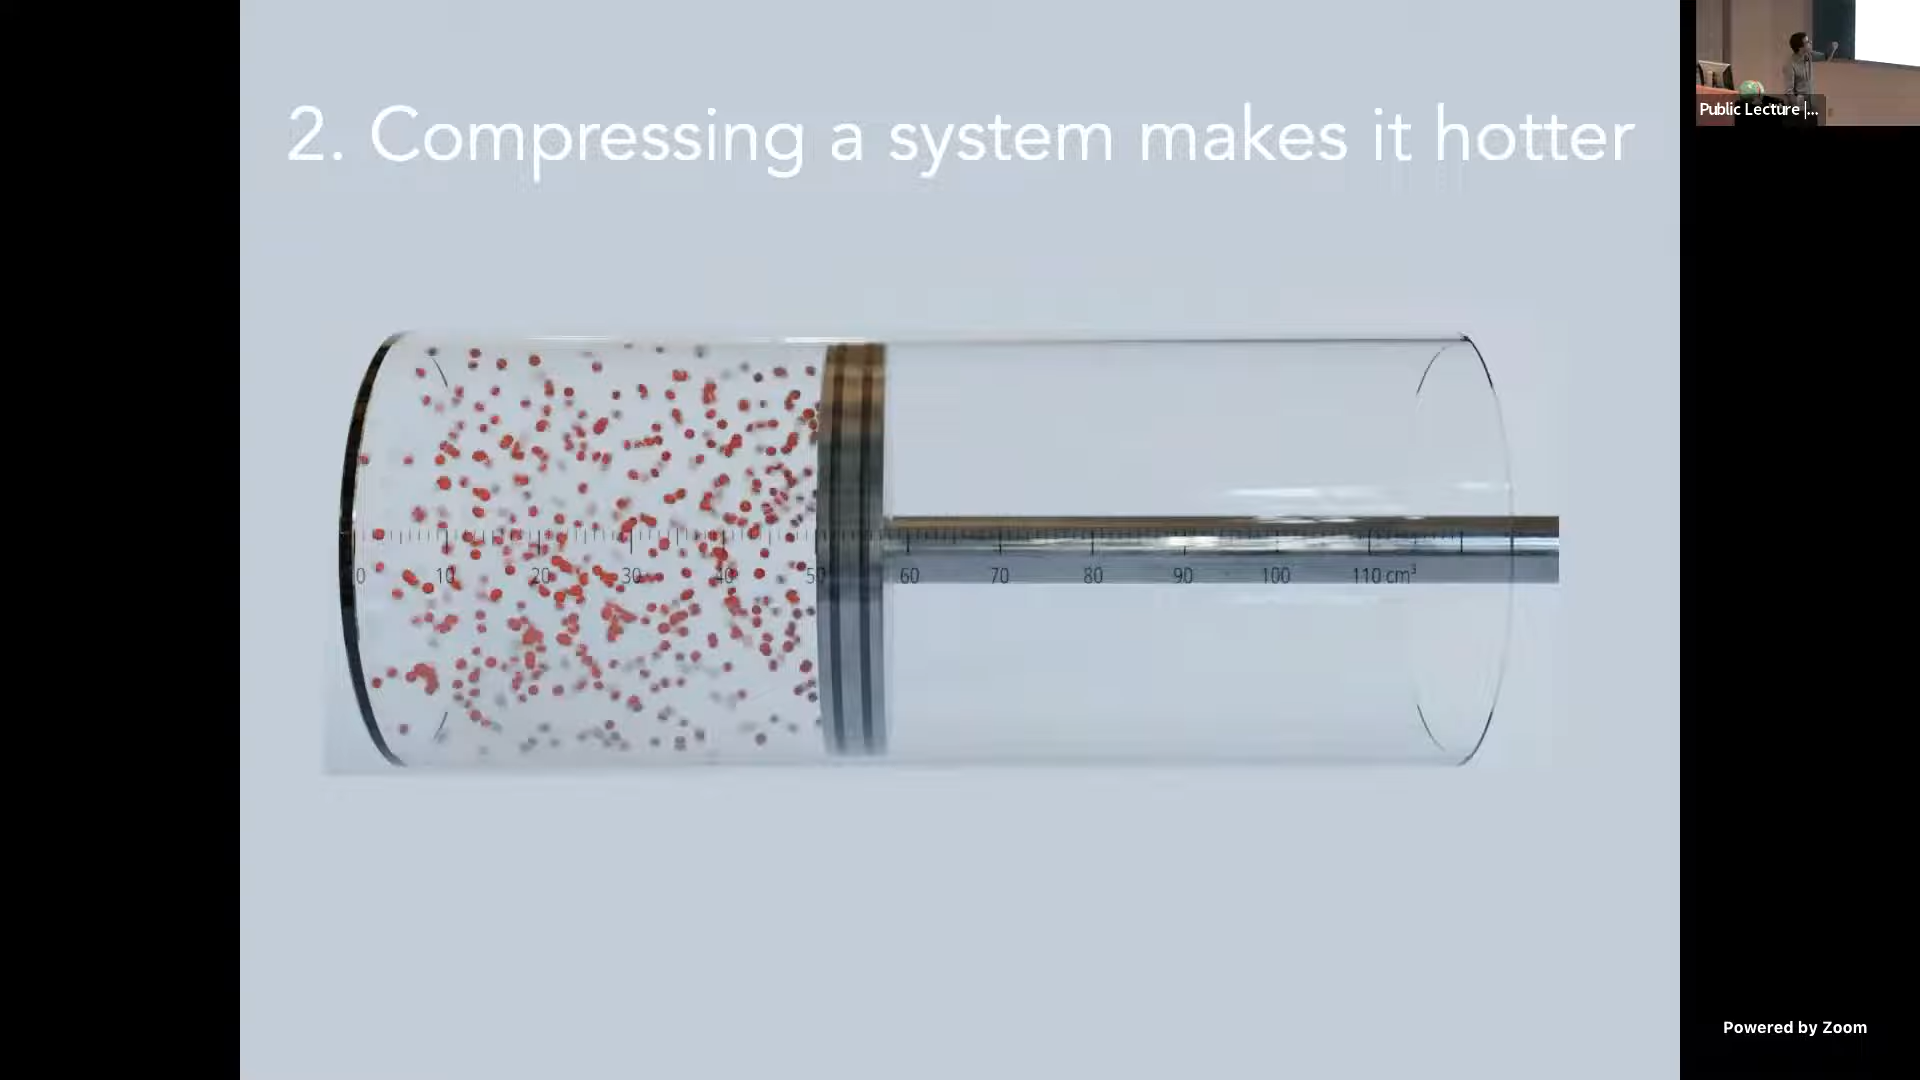 2. Compressing a system makes it hotter
Public Lecture |...
0 10 20 30 40 50 60 70 80 90 100 110 cm³
Powered by Zoom